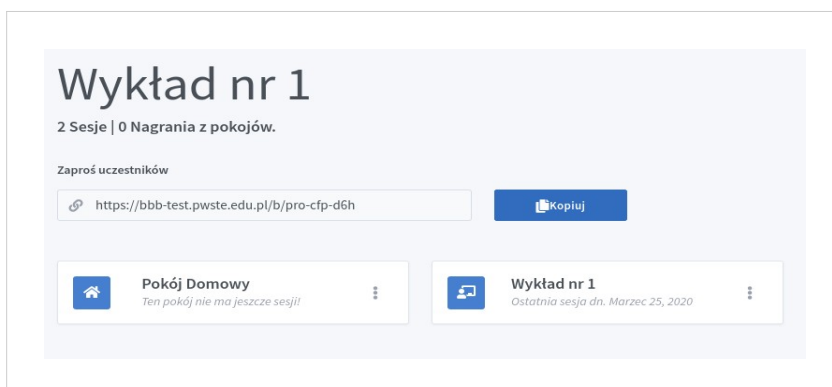 Wykład nr 1
2 Sesje | 0 Nagrania z pokojów.
Zaproś uczestników
https://bbb-test.pwste.edu.pl/b/pro-cfp-d6h
Kopiuj
Pokój Domowy
Ten pokój nie ma jeszcze sesji!
Wykład nr 1
Ostatnia sesja dn. Marzec 25, 2020